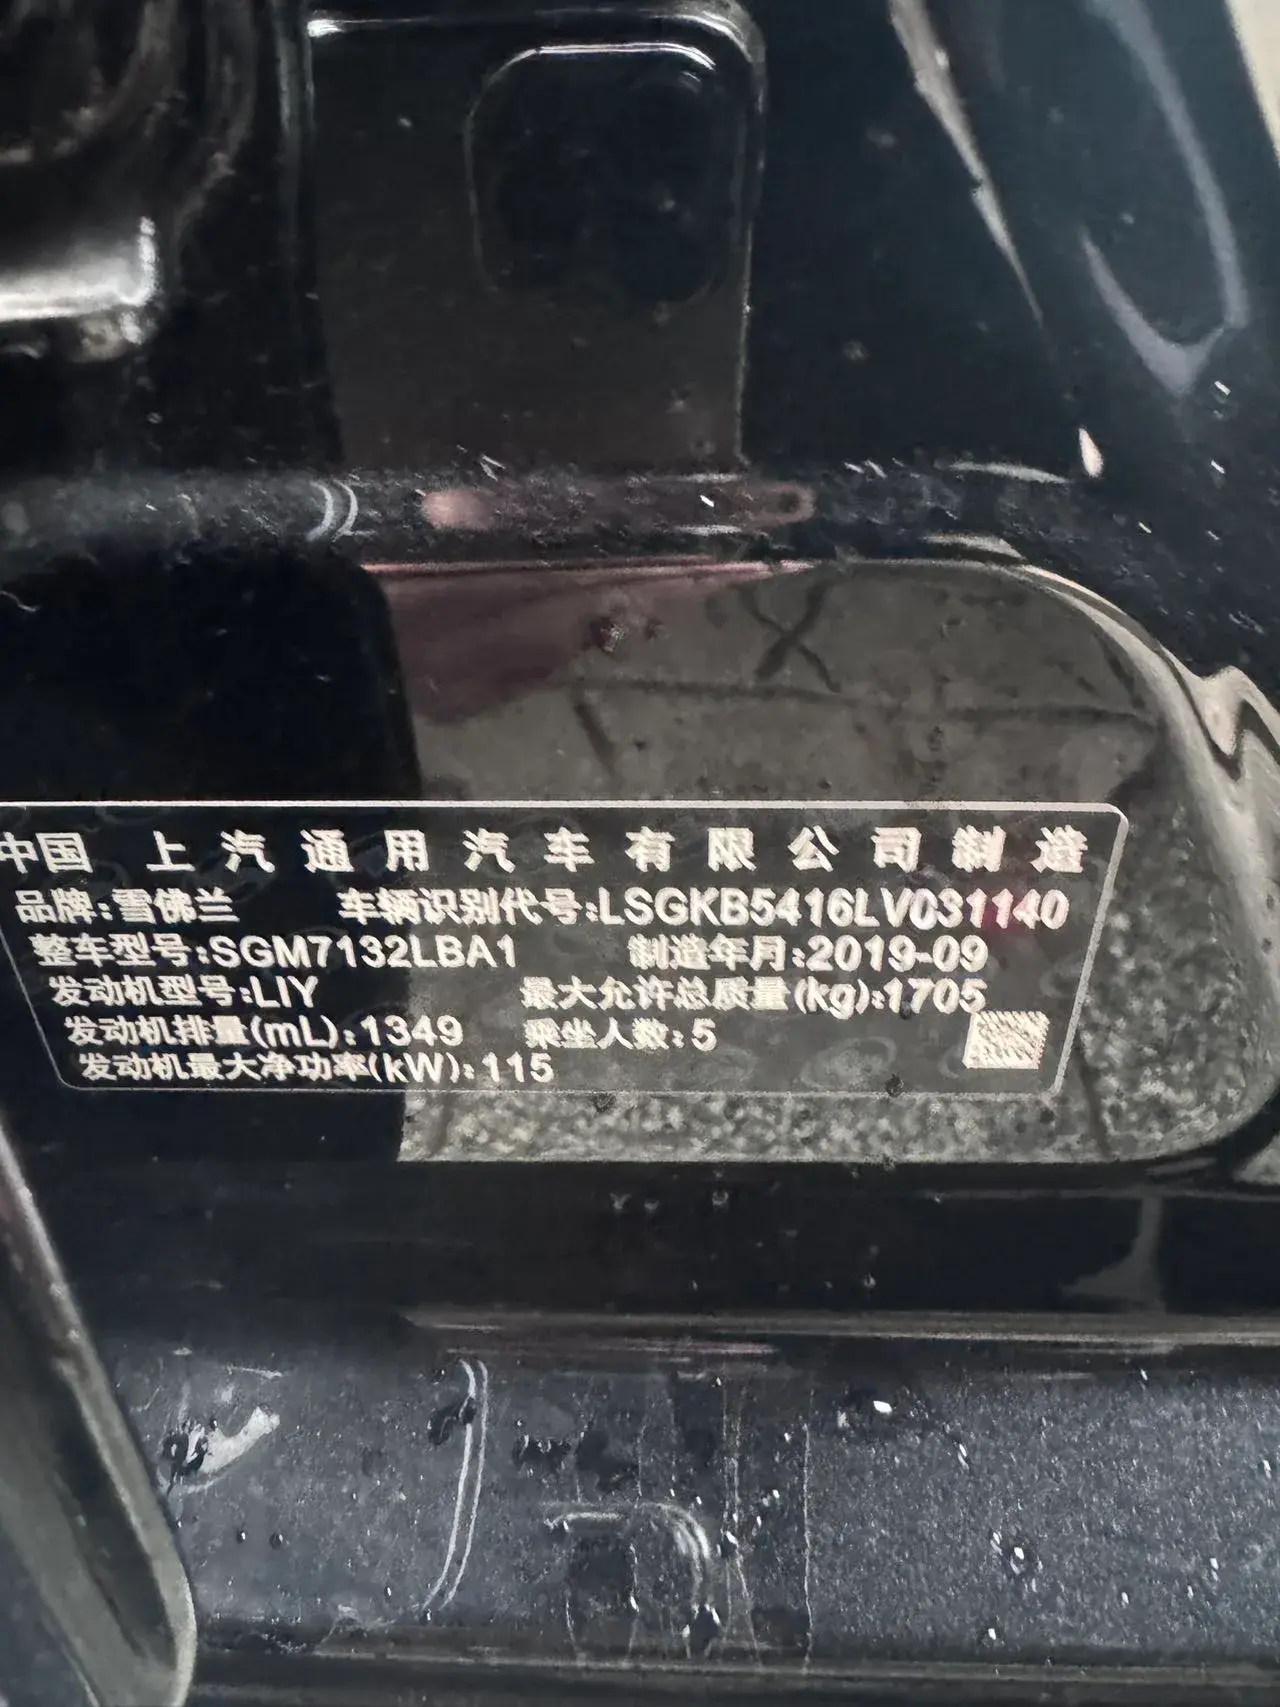 中国 上汽通用汽车有限公司制造
品牌:雪佛兰 车辆识别代号:LSGKB5416LV031140
整车型号:SGM7132LBA1 制造年月:2019-09
发动机型号:LIY 最大允许总质量(kg):1705
发动机排量(mL):1349 乘坐人数:5
发动机最大净功率(kW):115